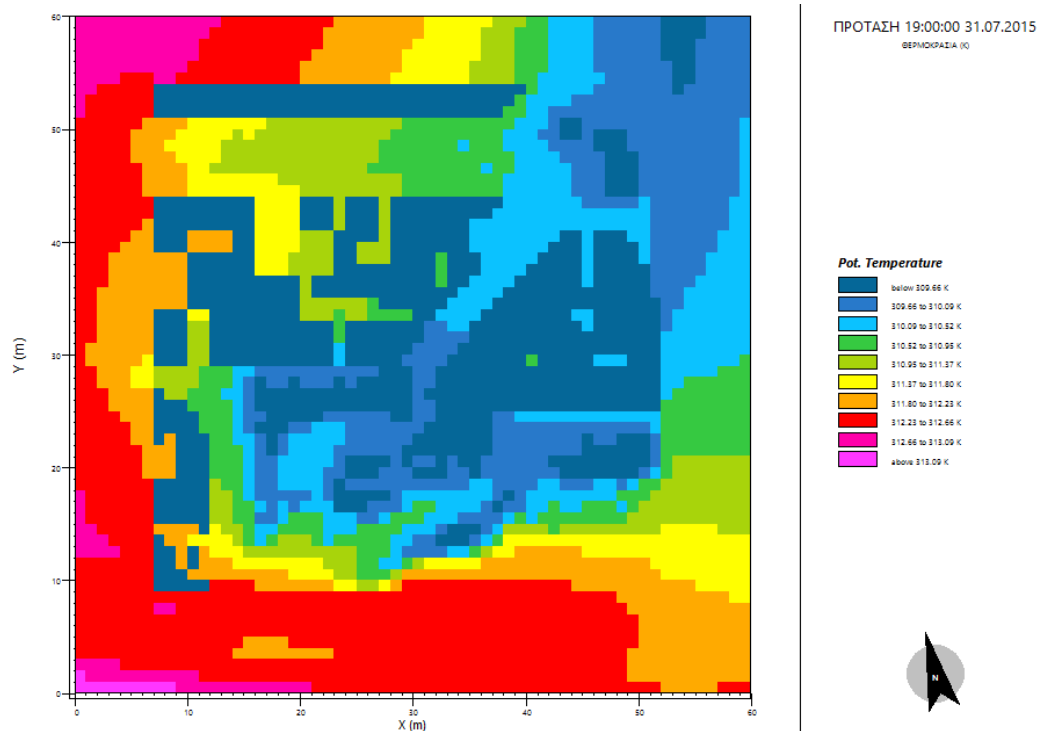 ΠΡΟΤΑΣΗ 19:00:00 31.07.2015
ΘΕΡΜΟΚΡΑΣΙΑ (K)
Y (m)
60
50
40
30
20
10
0
0
10
20
30
40
50
60
X (m)
Pot. Temperature
below 309.66 K
309.66 to 310.09 K
310.09 to 310.52 K
310.52 to 310.95 K
310.95 to 311.37 K
311.37 to 311.80 K
311.80 to 312.23 K
312.23 to 312.66 K
312.66 to 313.09 K
above 313.09 K
N